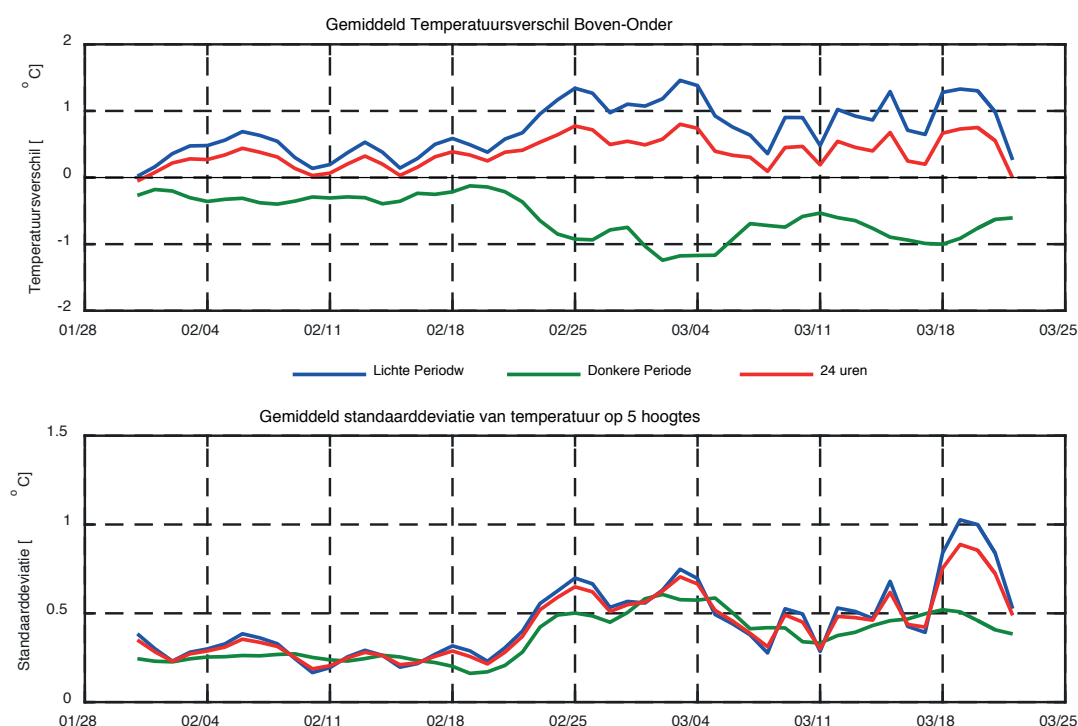 Gemiddeld Temperatuursverschil Boven-Onder
Temperatuursverschil [ °C]
2
1
0
-1
-2
01/28 02/04 02/11 02/18 02/25 03/04 03/11 03/18 03/25
Lichte Periodw Donkere Periode 24 uren
Gemiddeld standaarddeviatie van temperatuur op 5 hoogtes
Standaarddeviatie [ °C]
1.5
1
0.5
0
01/28 02/04 02/11 02/18 02/25 03/04 03/11 03/18 03/25